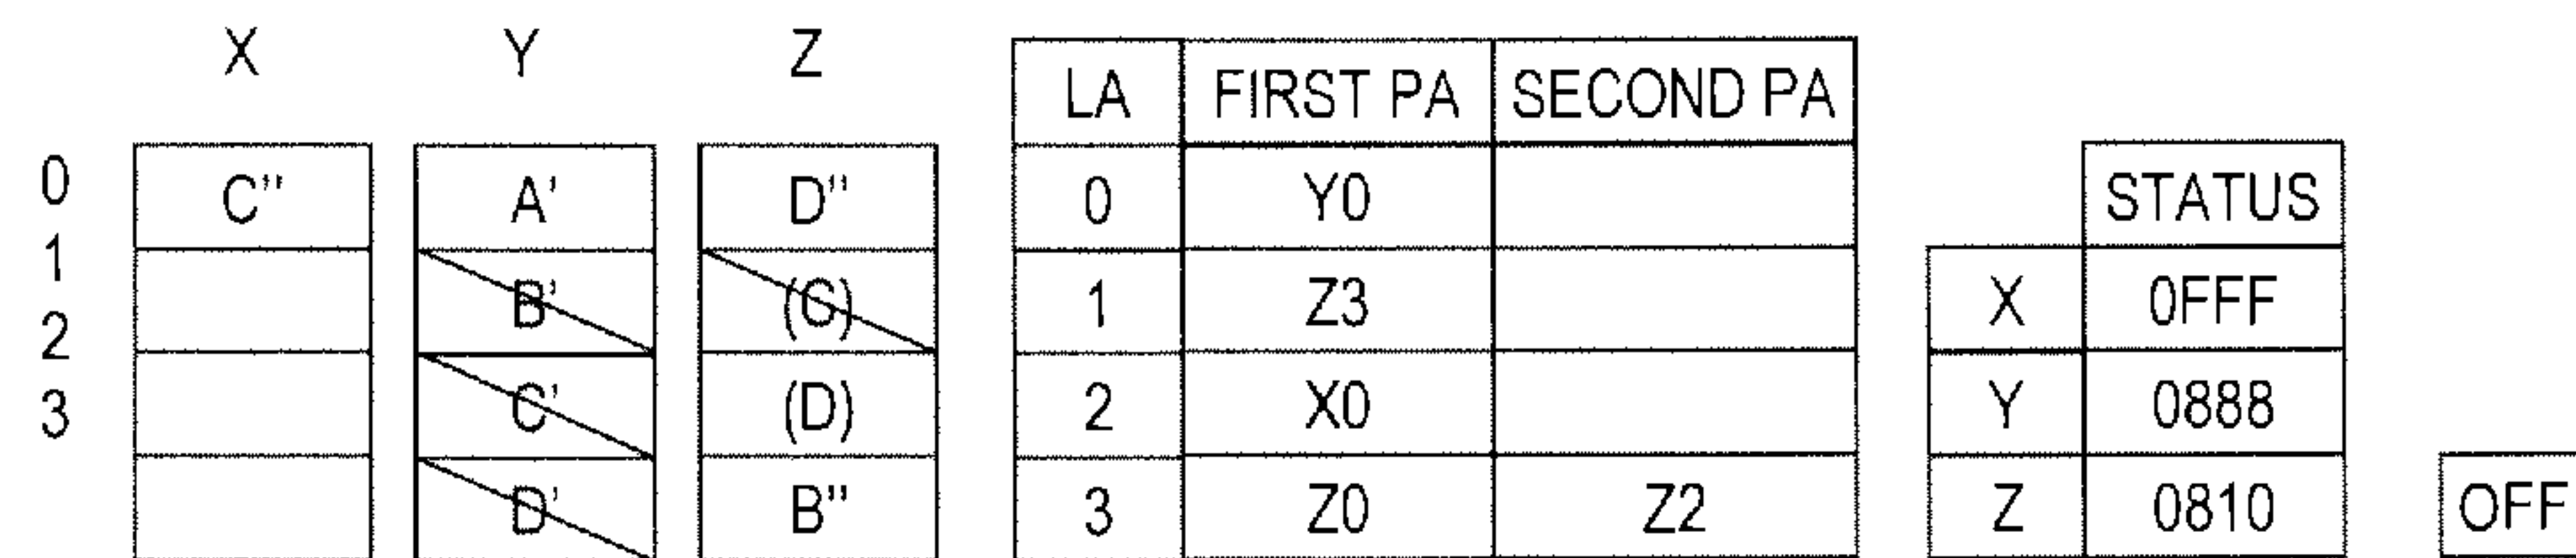 X Y Z
LA FIRST PA SECOND PA
0 C'' A' D'' 0 Y0 STATUS
1 B' (C) 1 Z3 X 0FFF
2 C' (D) 2 X0 Y 0888
3 D' B'' 3 Z0 Z2 Z 0810 OFF